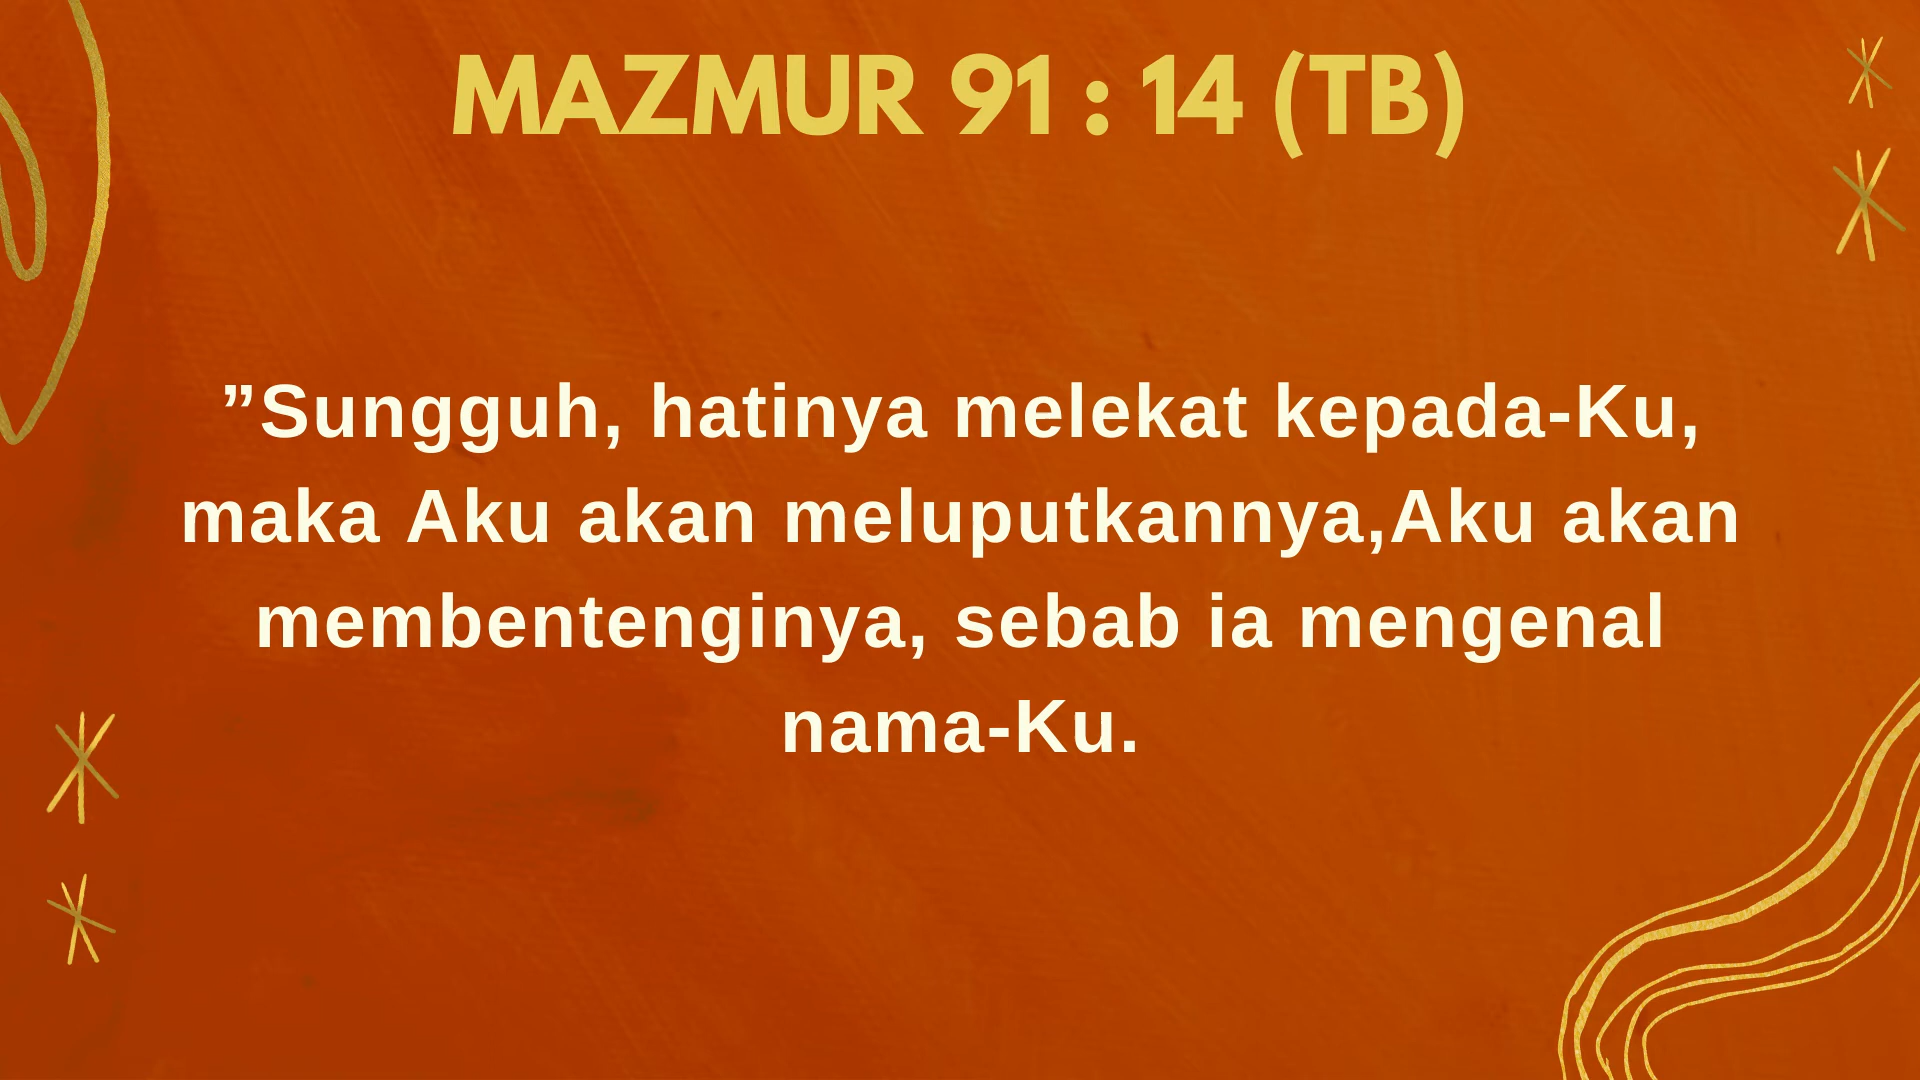 MAZMUR 91 : 14 (TB)
”Sungguh, hatinya melekat kepada-Ku,
maka Aku akan meluputkannya,Aku akan
membentenginya, sebab ia mengenal
nama-Ku.